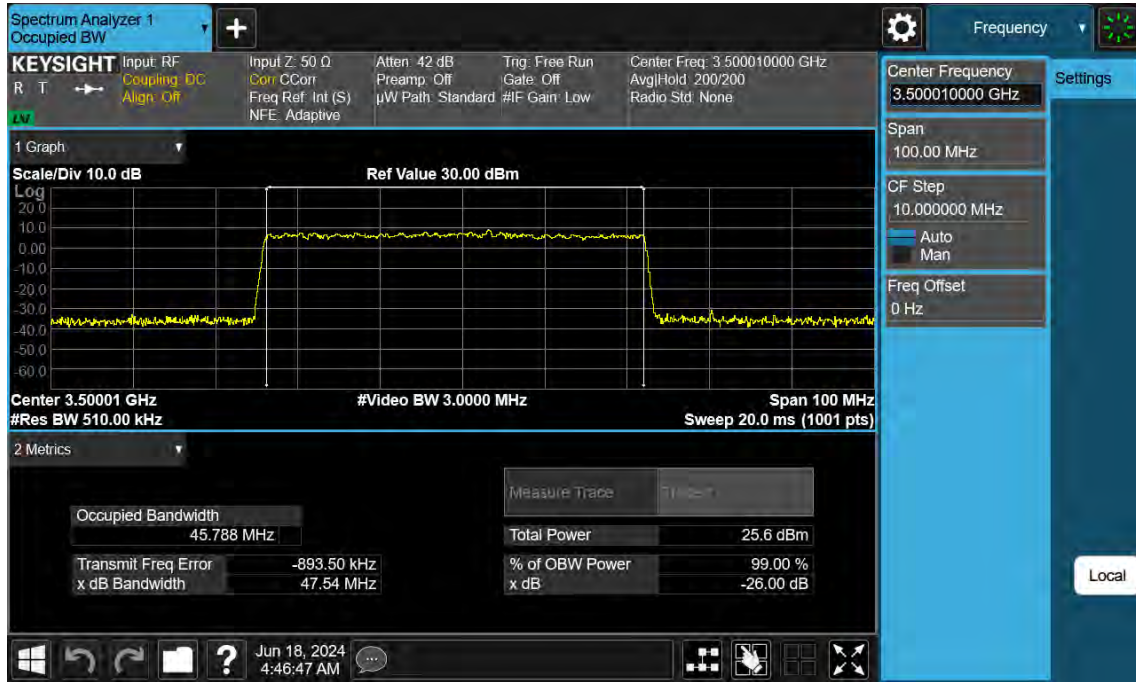 Spectrum Analyzer 1
Occupied BW
Frequency
KEYSIGHT
R T
LXI
Input: RF
Coupling: DC
Align: Off
Input Z: 50 Ω
Corr CCorr
Freq Ref: Int (S)
NFE: Adaptive
Atten: 42 dB
Preamp: Off
µW Path: Standard
Trig: Free Run
Gate: Off
#IF Gain: Low
Center Freq: 3.500010000 GHz
Avg|Hold: 200/200
Radio Std: None
Center Frequency
3.500010000 GHz
Settings
Span
100.00 MHz
CF Step
10.000000 MHz
Auto
Man
Freq Offset
0 Hz
Local
1 Graph
Scale/Div 10.0 dB
Ref Value 30.00 dBm
Log
20.0
10.0
0.00
-10.0
-20.0
-30.0
-40.0
-50.0
-60.0
Center 3.50001 GHz
#Video BW 3.0000 MHz
Span 100 MHz
#Res BW 510.00 kHz
Sweep 20.0 ms (1001 pts)
2 Metrics
Measure Trace
Occupied Bandwidth
45.788 MHz
Total Power 25.6 dBm
Transmit Freq Error -893.50 kHz
% of OBW Power 99.00 %
x dB Bandwidth 47.54 MHz
x dB -26.00 dB
Jun 18, 2024
4:46:47 AM